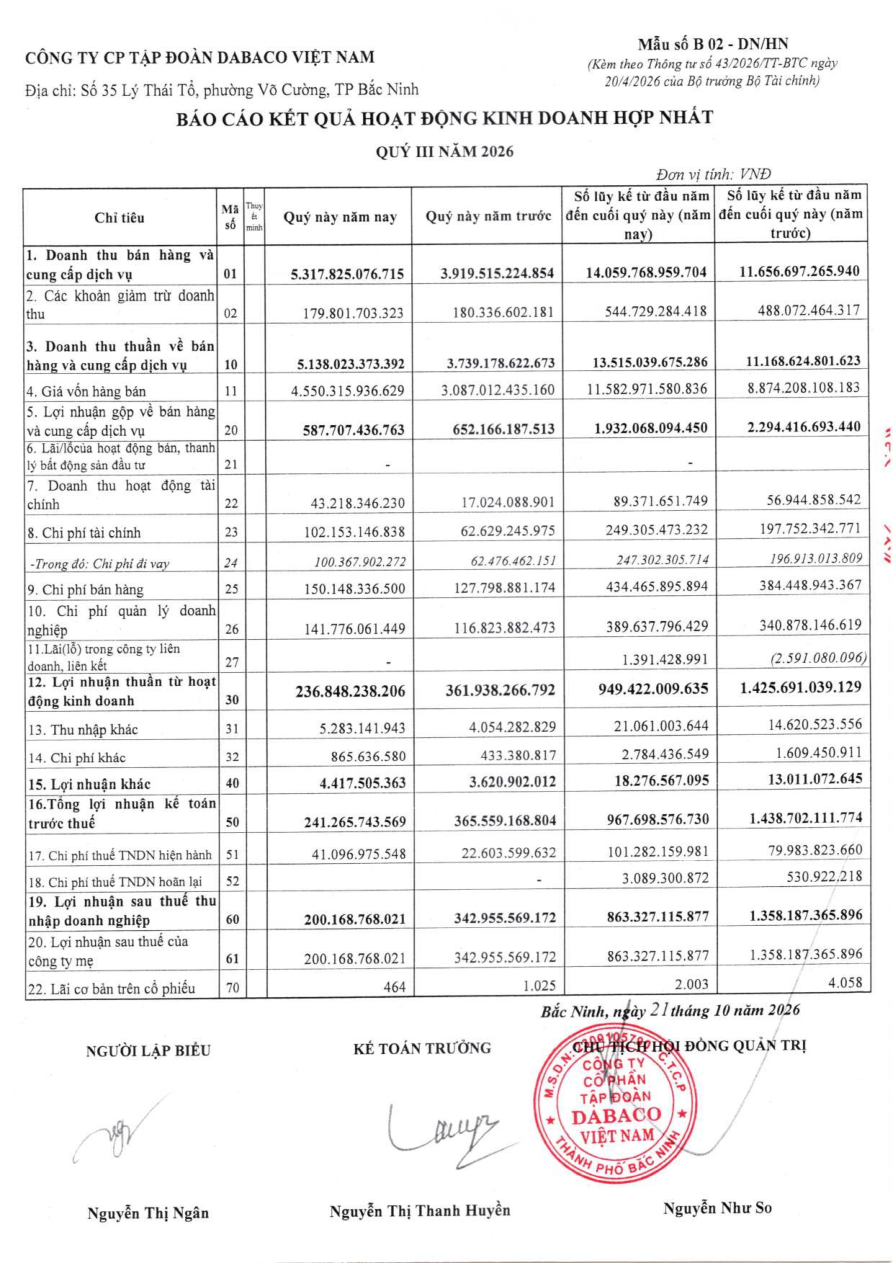 CÔNG TY CP TẬP ĐOÀN DABACO VIỆT NAM
Mẫu số B 02 - DN/HN
(Kèm theo Thông tư số 43/2026/TT-BTC ngày
20/4/2026 của Bộ trưởng Bộ Tài chính)
Địa chỉ: Số 35 Lý Thái Tổ, phường Võ Cường, TP Bắc Ninh
BÁO CÁO KẾT QUẢ HOẠT ĐỘNG KINH DOANH HỢP NHẤT
QUÝ III NĂM 2026
Đơn vị tính: VNĐ
Chỉ tiêu | Mã số | Thuyết minh | Quý này năm nay | Quý này năm trước | Số lũy kế từ đầu năm đến cuối quý này (năm nay) | Số lũy kế từ đầu năm đến cuối quý này (năm trước)
1. Doanh thu bán hàng và cung cấp dịch vụ | 01 | 5.317.825.076.715 | 3.919.515.224.854 | 14.059.768.959.704 | 11.656.697.265.940
2. Các khoản giảm trừ doanh thu | 02 | 179.801.703.323 | 180.336.602.181 | 544.729.284.418 | 488.072.464.317
3. Doanh thu thuần về bán hàng và cung cấp dịch vụ | 10 | 5.138.023.373.392 | 3.739.178.622.673 | 13.515.039.675.286 | 11.168.624.801.623
4. Giá vốn hàng bán | 11 | 4.550.315.936.629 | 3.087.012.435.160 | 11.582.971.580.836 | 8.874.208.108.183
5. Lợi nhuận gộp về bán hàng và cung cấp dịch vụ | 20 | 587.707.436.763 | 652.166.187.513 | 1.932.068.094.450 | 2.294.416.693.440
6. Lãi/lỗcủa hoạt động bán, thanh lý bất động sản đầu tư | 21 | - | -
7. Doanh thu hoạt động tài chính | 22 | 43.218.346.230 | 17.024.088.901 | 89.371.651.749 | 56.944.858.542
8. Chi phí tài chính | 23 | 102.153.146.838 | 62.629.245.975 | 249.305.473.232 | 197.752.342.771
-Trong đó: Chi phí đi vay | 24 | 100.367.902.272 | 62.476.462.151 | 247.302.305.714 | 196.913.013.809
9. Chi phí bán hàng | 25 | 150.148.336.500 | 127.798.881.174 | 434.465.895.894 | 384.448.943.367
10. Chi phí quản lý doanh nghiệp | 26 | 141.776.061.449 | 116.823.882.473 | 389.637.796.429 | 340.878.146.619
11.Lãi(lỗ) trong công ty liên doanh, liên kết | 27 | - | 1.391.428.991 | (2.591.080.096)
12. Lợi nhuận thuần từ hoạt động kinh doanh | 30 | 236.848.238.206 | 361.938.266.792 | 949.422.009.635 | 1.425.691.039.129
13. Thu nhập khác | 31 | 5.283.141.943 | 4.054.282.829 | 21.061.003.644 | 14.620.523.556
14. Chi phí khác | 32 | 865.636.580 | 433.380.817 | 2.784.436.549 | 1.609.450.911
15. Lợi nhuận khác | 40 | 4.417.505.363 | 3.620.902.012 | 18.276.567.095 | 13.011.072.645
16.Tổng lợi nhuận kế toán trước thuế | 50 | 241.265.743.569 | 365.559.168.804 | 967.698.576.730 | 1.438.702.111.774
17. Chi phí thuế TNDN hiện hành | 51 | 41.096.975.548 | 22.603.599.632 | 101.282.159.981 | 79.983.823.660
18. Chi phí thuế TNDN hoãn lại | 52 | - | 3.089.300.872 | 530.922.218
19. Lợi nhuận sau thuế thu nhập doanh nghiệp | 60 | 200.168.768.021 | 342.955.569.172 | 863.327.115.877 | 1.358.187.365.896
20. Lợi nhuận sau thuế của công ty mẹ | 61 | 200.168.768.021 | 342.955.569.172 | 863.327.115.877 | 1.358.187.365.896
22. Lãi cơ bản trên cổ phiếu | 70 | 464 | 1.025 | 2.003 | 4.058
Bắc Ninh, ngày 21 tháng 10 năm 2026
NGƯỜI LẬP BIỂU
KẾ TOÁN TRƯỞNG
CHỦ TỊCH HỘI ĐỒNG QUẢN TRỊ
CÔNG TY
CỔ PHẦN
TẬP ĐOÀN
DABACO
VIỆT NAM
THÀNH PHỐ BẮC NINH
Nguyễn Thị Ngân
Nguyễn Thị Thanh Huyền
Nguyễn Như So